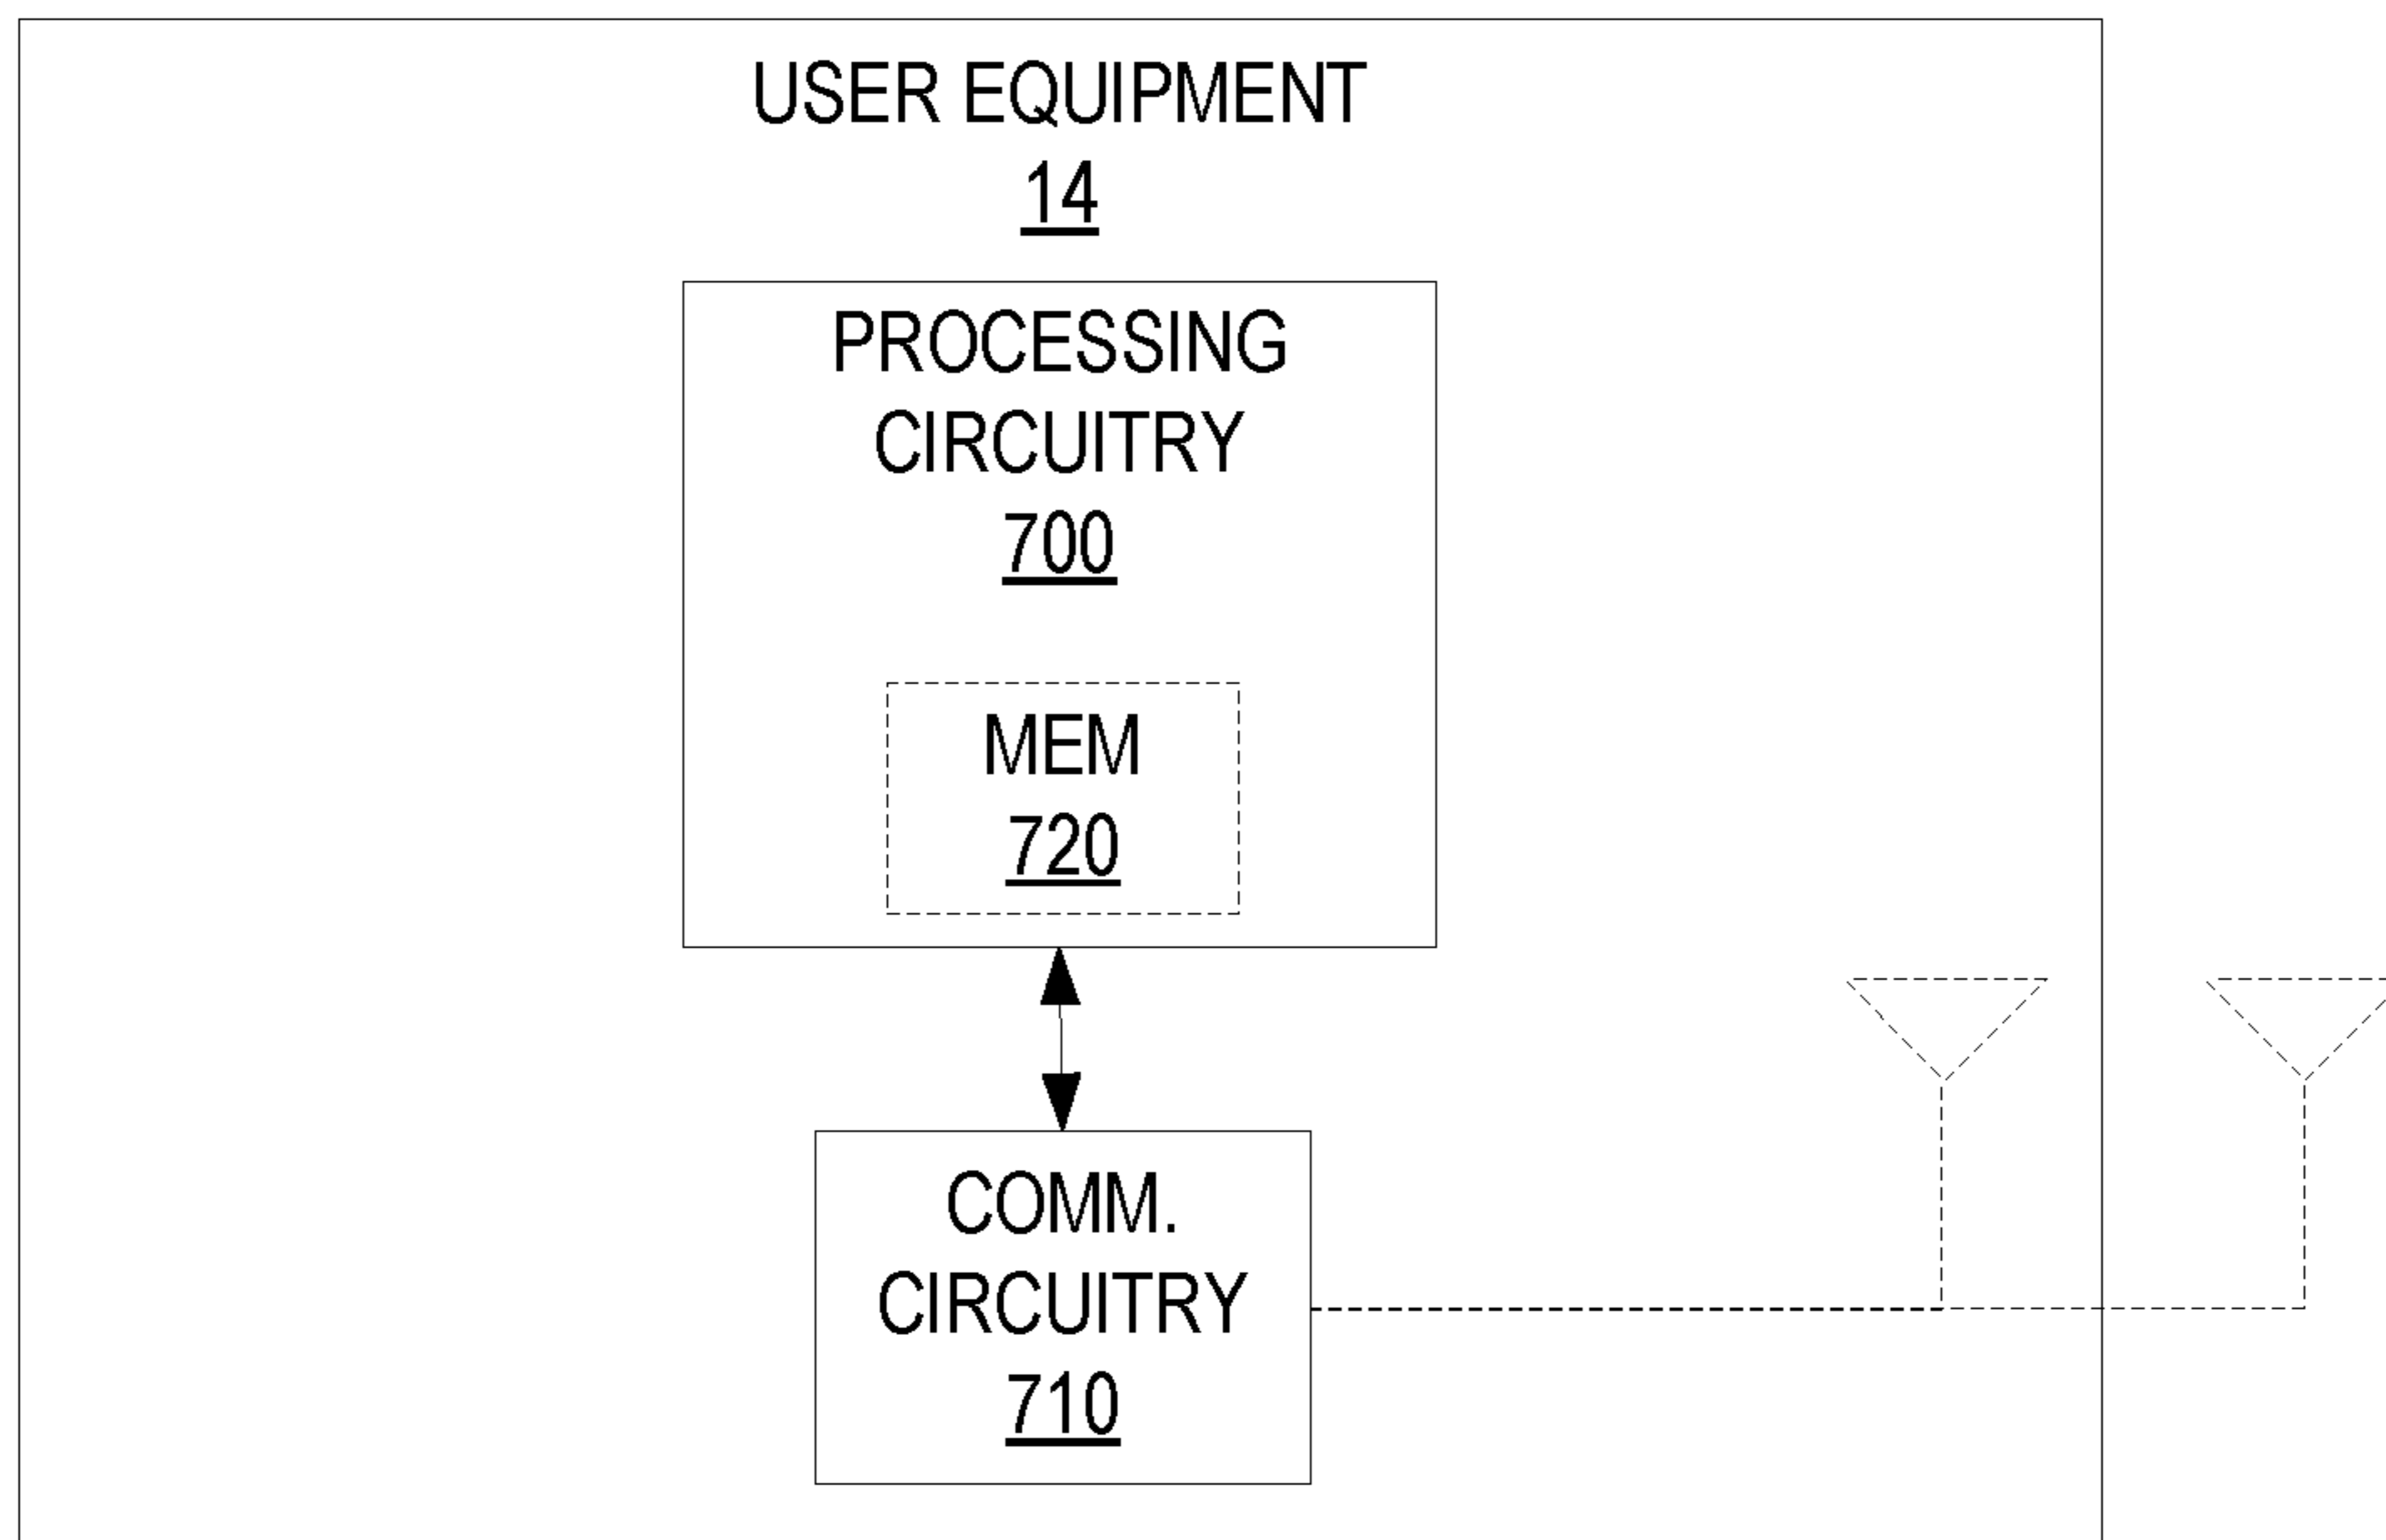 USER EQUIPMENT
14
PROCESSING
CIRCUITRY
700
MEM
720
COMM.
CIRCUITRY
710